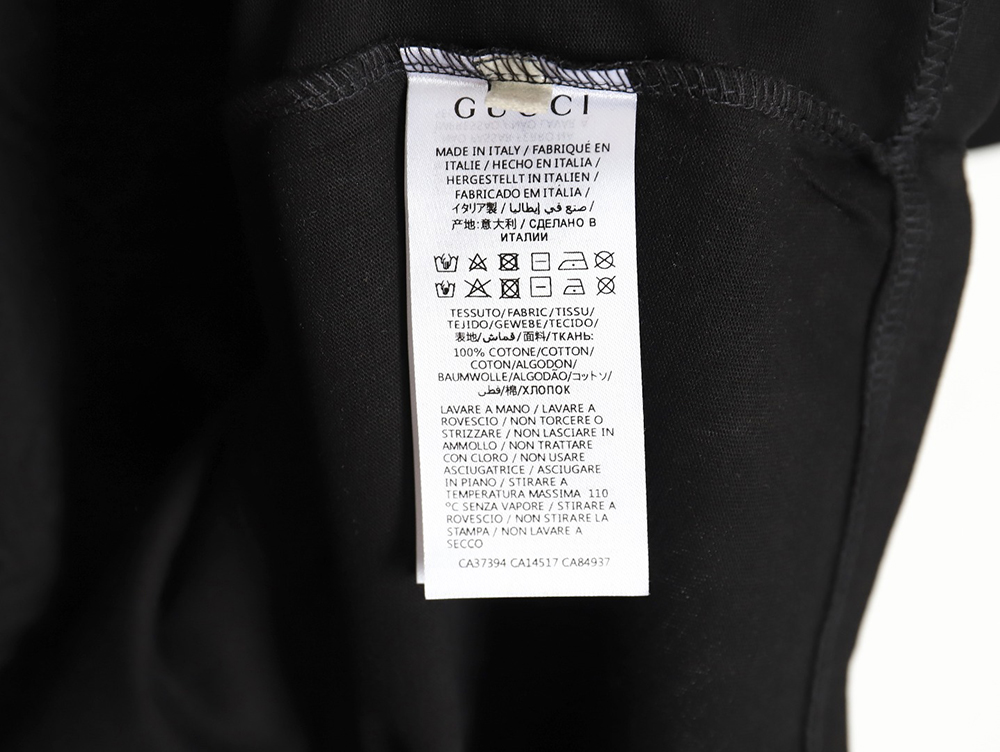 GUCCI
MADE IN ITALY / FABRIQUÉ EN
ITALIE / HECHO EN ITALIA /
HERGESTELLT IN ITALIEN /
FABRICADO EM ITALIA /
イタリア製 / صنع في إيطاليا /
产地:意大利 / СДЕЛАНО В
ИТАЛИИ
TESSUTO/FABRIC/TISSU/
TEJIDO/GEWEBE/TECIDO/
表地/قماش/面料/ТКАНЬ:
100% COTONE/COTTON/
COTON/ALGODON/
BAUMWOLLE/ALGODÃO/コットソ/
قطن/棉/ХЛОПОК
LAVARE A MANO / LAVARE A
ROVESCIO / NON TORCERE O
STRIZZARE / NON LASCIARE IN
AMMOLLO / NON TRATTARE
CON CLORO / NON USARE
ASCIUGATRICE / ASCIUGARE
IN PIANO / STIRARE A
TEMPERATURA MASSIMA 110
°C SENZA VAPORE / STIRARE A
ROVESCIO / NON STIRARE LA
STAMPA / NON LAVARE A
SECCO
CA37394 CA14517 CA84937